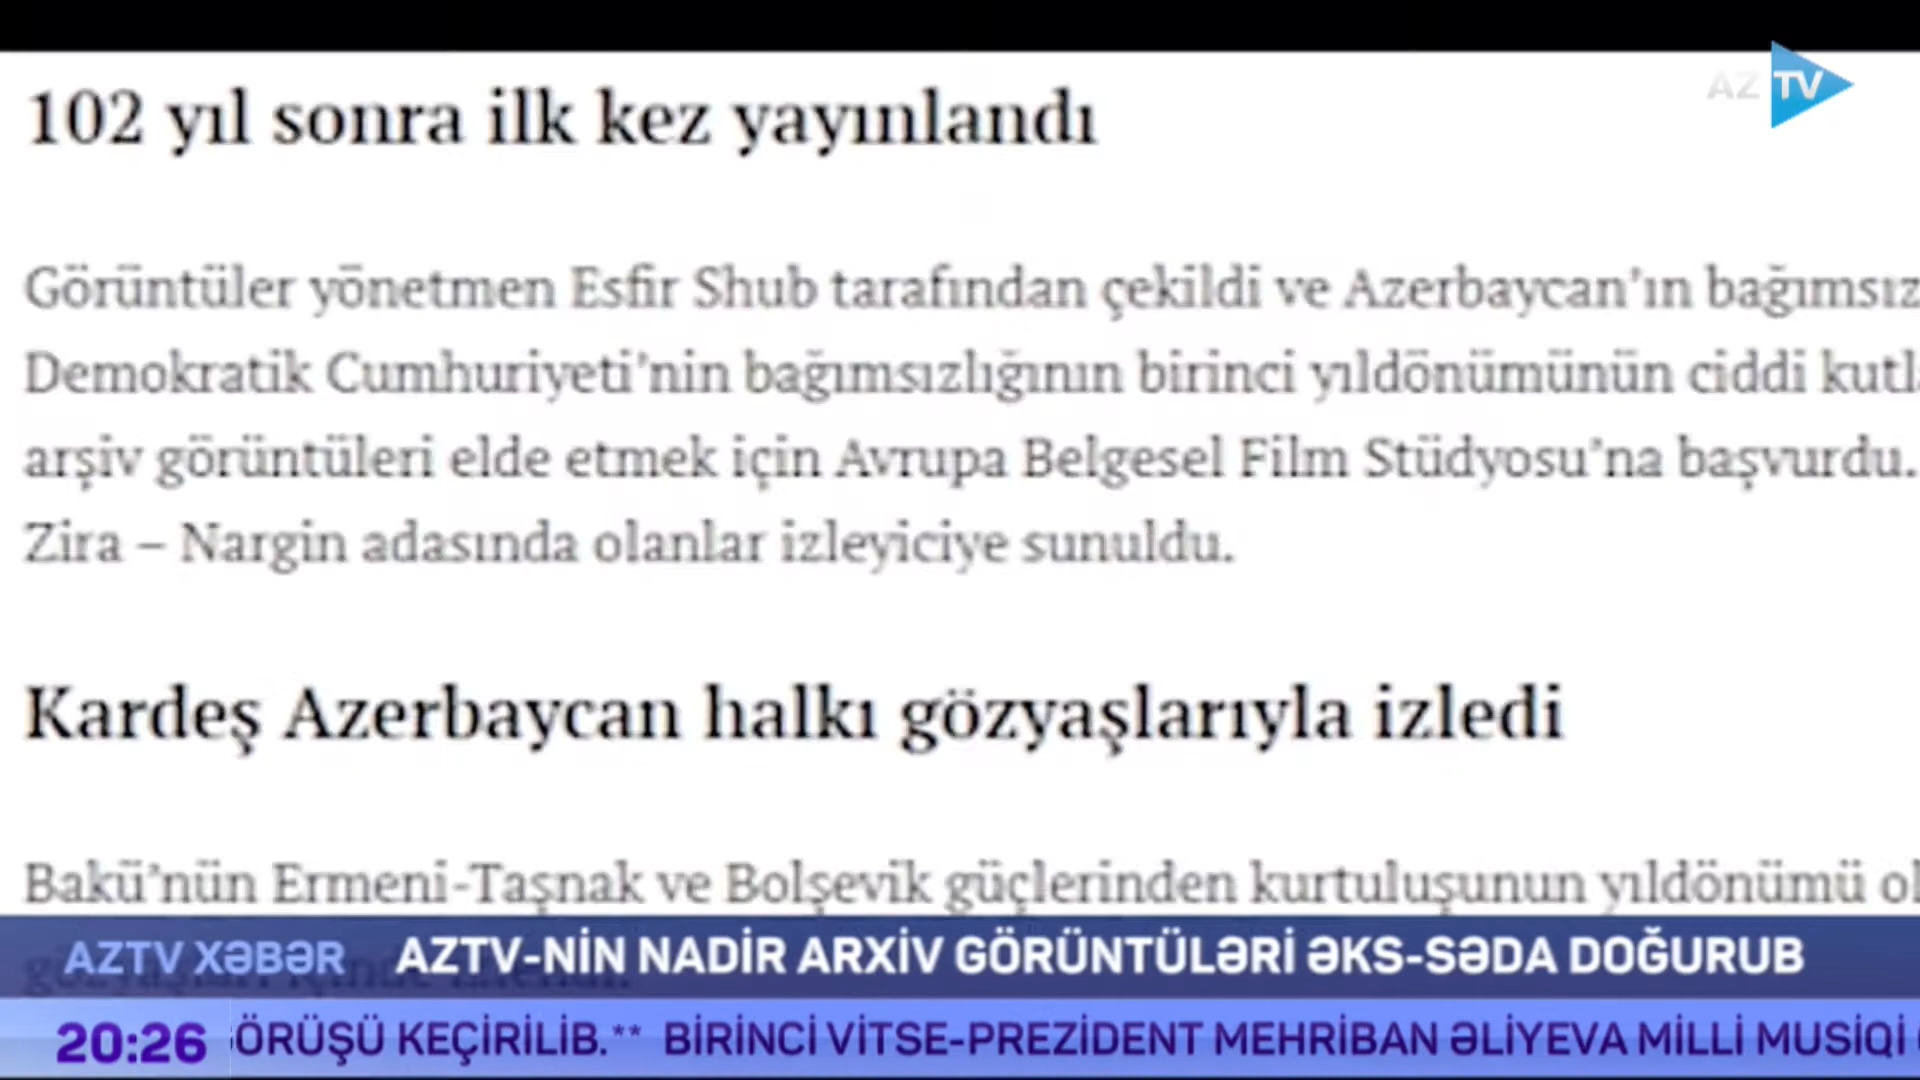 AZ TV
102 yıl sonra ilk kez yayınlandı
Görüntüler yönetmen Esfir Shub tarafından çekildi ve Azerbaycan’ın bağımsız
Demokratik Cumhuriyeti’nin bağımsızlığının birinci yıldönümünün ciddi kutla
arşiv görüntüleri elde etmek için Avrupa Belgesel Film Stüdyosu’na başvurdu.
Zira – Nargin adasında olanlar izleyiciye sunuldu.
Kardeş Azerbaycan halkı gözyaşlarıyla izledi
Bakü’nün Ermeni-Taşnak ve Bolşevik güçlerinden kurtuluşunun yıldönümü ol
AZTV XƏBƏR AZTV-NİN NADİR ARXİV GÖRÜNTÜLƏRİ ƏKS-SƏDA DOĞURUB
20:26 GÖRÜŞÜ KEÇİRİLİB.** BİRİNCİ VİTSE-PREZİDENT MEHRİBAN ƏLİYEVA MİLLİ MUSİQİ